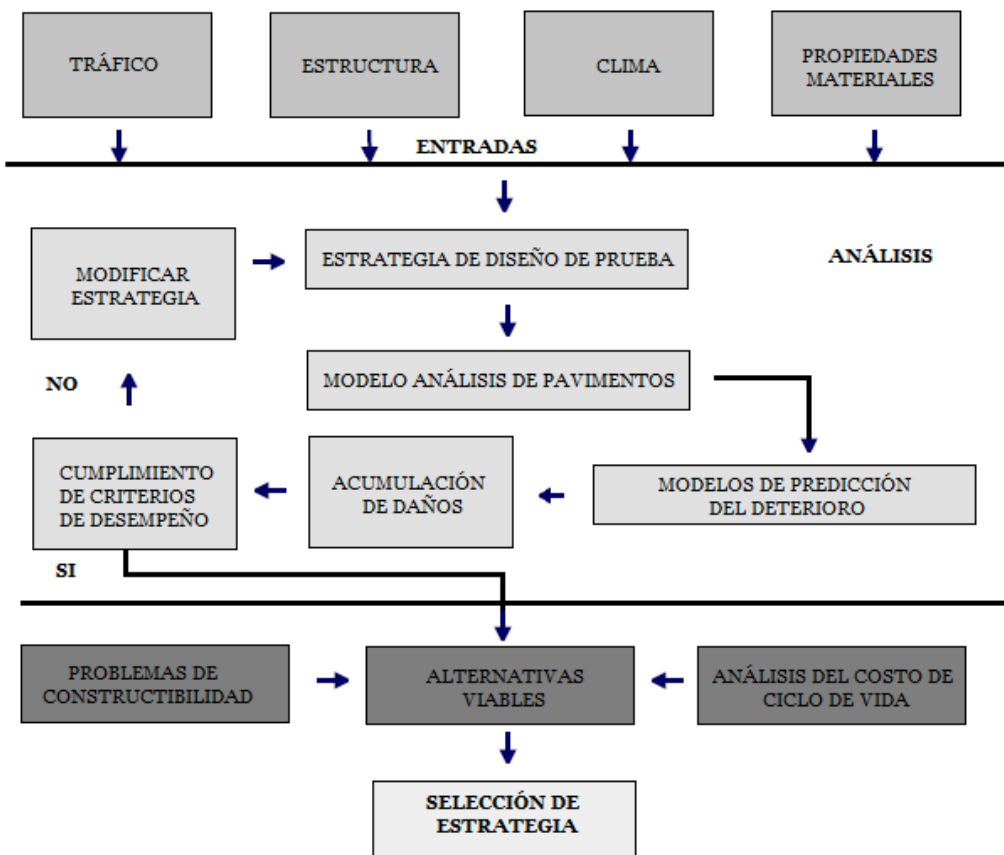 TRÁFICO
ESTRUCTURA
CLIMA
PROPIEDADES
MATERIALES
ENTRADAS
MODIFICAR
ESTRATEGIA
ESTRATEGIA DE DISEÑO DE PRUEBA
ANÁLISIS
MODELO ANÁLISIS DE PAVIMENTOS
NO
CUMPLIMIENTO
DE CRITERIOS
DE DESEMPEÑO
ACUMULACIÓN
DE DAÑOS
MODELOS DE PREDICCIÓN
DEL DETERIORO
SI
PROBLEMAS DE
CONSTRUCTIBILIDAD
ALTERNATIVAS
VIABLES
ANÁLISIS DEL COSTO DE
CICLO DE VIDA
SELECCIÓN DE
ESTRATEGIA